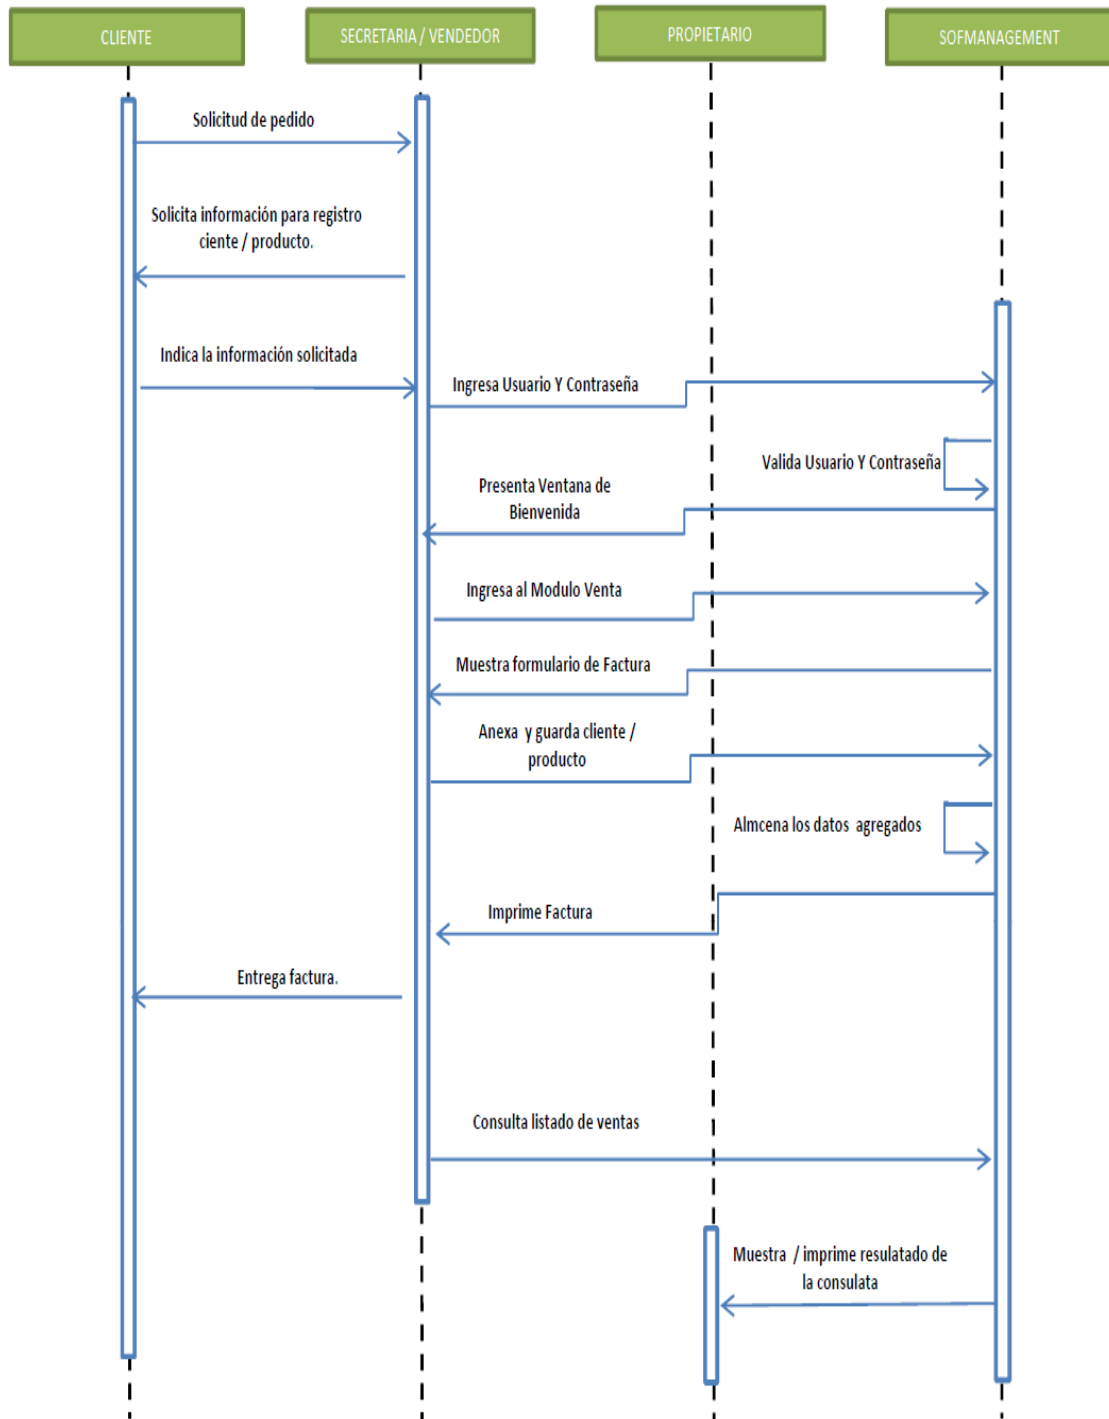 CLIENTE
SECRETARIA / VENDEDOR
PROPIETARIO
SOFMANAGEMENT
Solicitud de pedido
Solicita información para registro
ciente / producto.
Indica la información solicitada
Ingresa Usuario Y Contraseña
Valida Usuario Y Contraseña
Presenta Ventana de
Bienvenida
Ingresa al Modulo Venta
Muestra formulario de Factura
Anexa y guarda cliente /
producto
Almcena los datos agregados
Imprime Factura
Entrega factura.
Consulta listado de ventas
Muestra / imprime resulatado de
la consulata